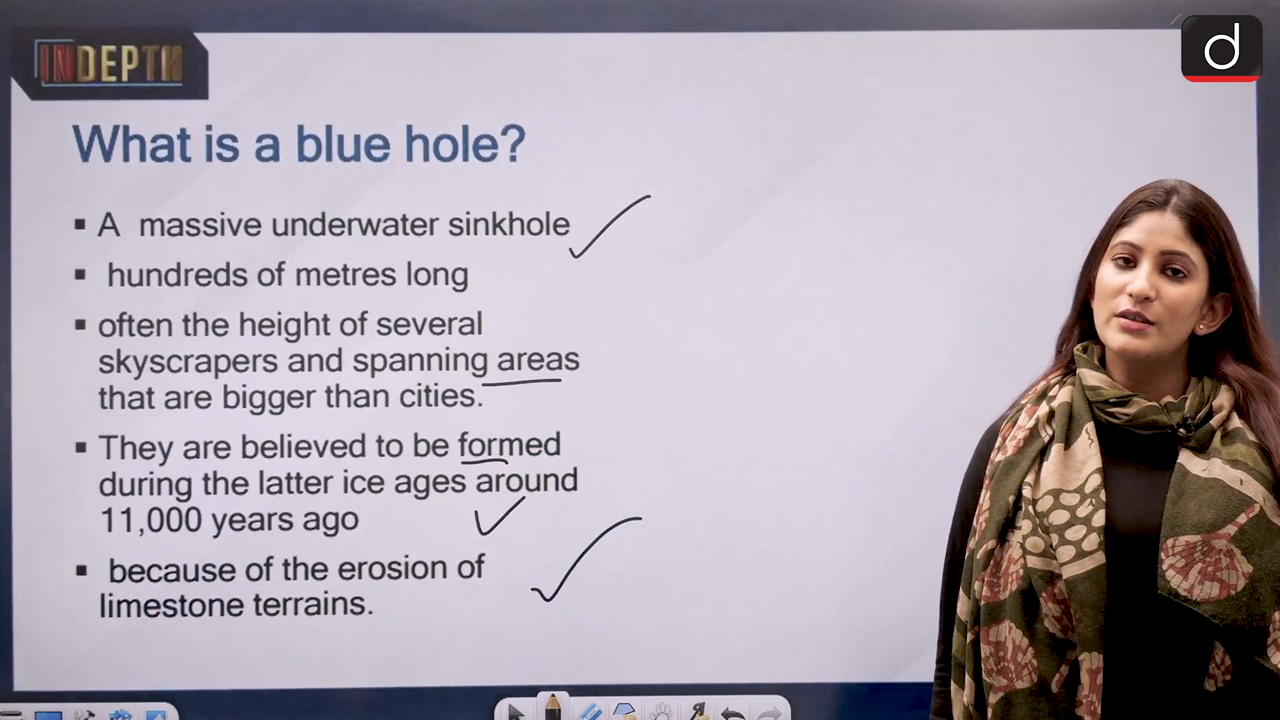 INDEPTH
d
What is a blue hole?
▪ A massive underwater sinkhole
▪ hundreds of metres long
▪ often the height of several
skyscrapers and spanning areas
that are bigger than cities.
▪ They are believed to be formed
during the latter ice ages around
11,000 years ago
▪ because of the erosion of
limestone terrains.